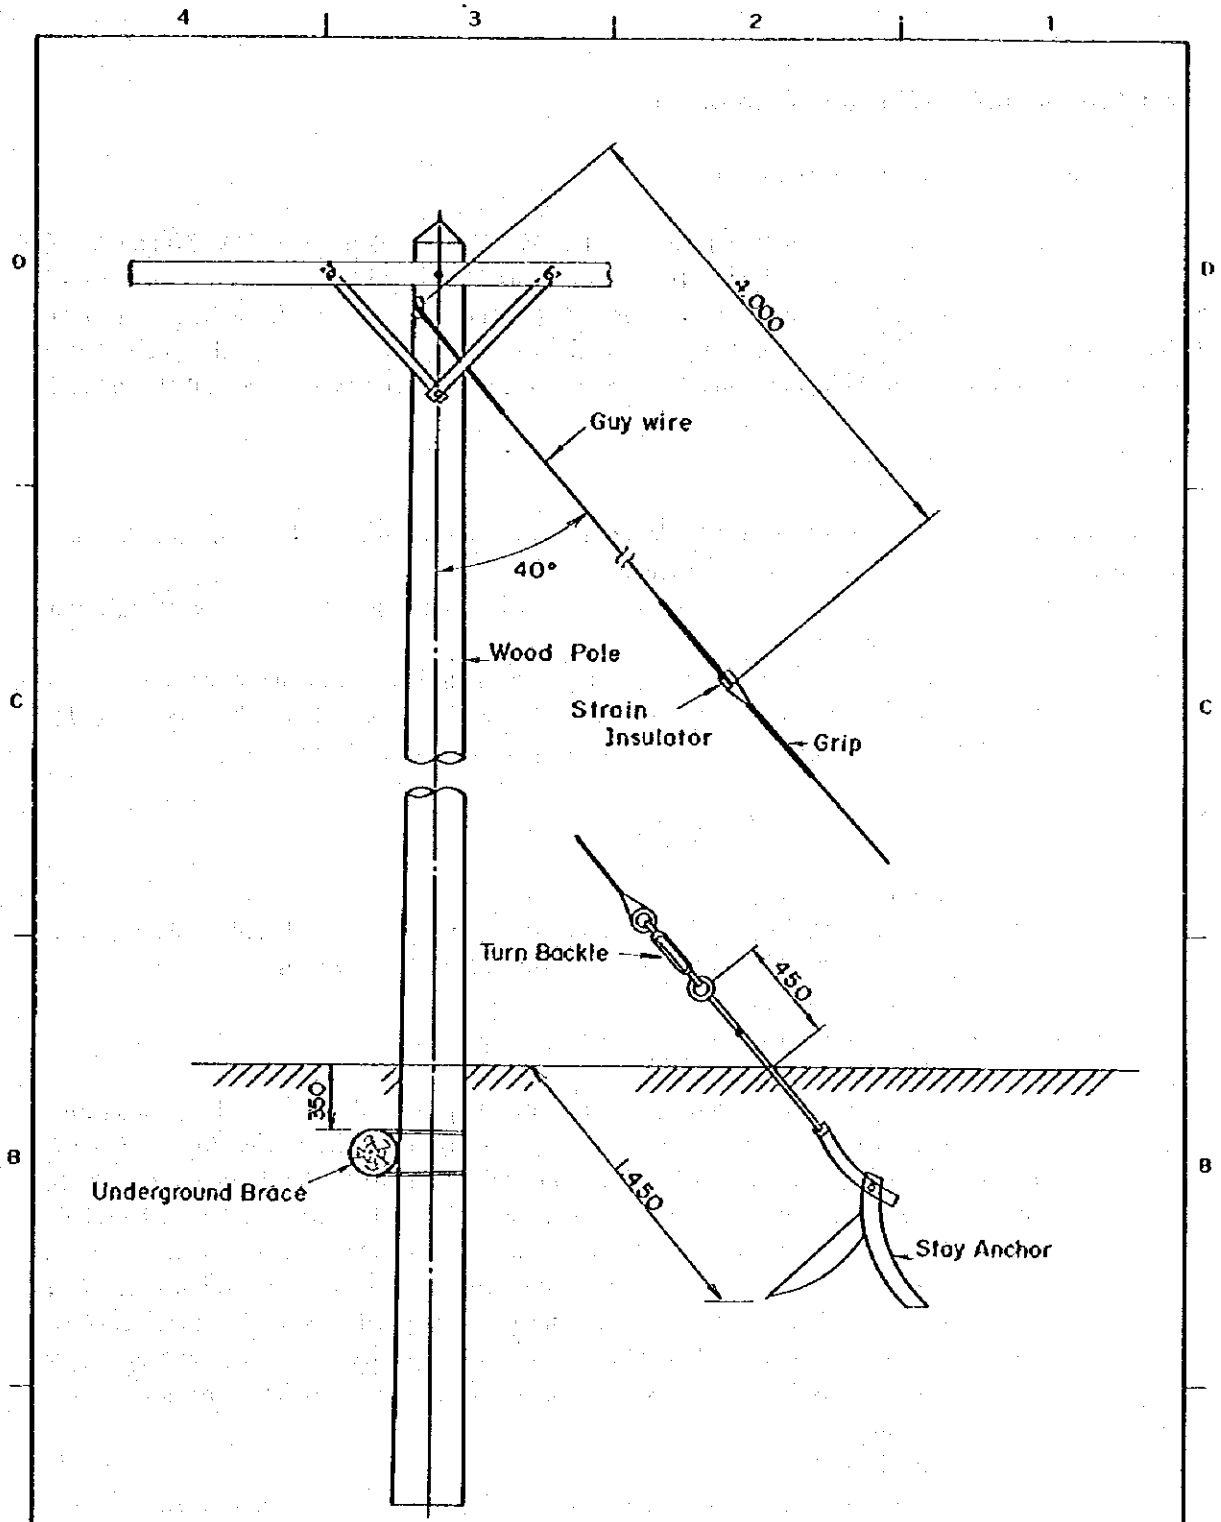 4 3 2 1
D D
4,000
Guy wire
40°
Wood Pole
C C
Strain
Insulator
Grip
Turn Backle
450
350
B B
1,450
Underground Brace
Stay Anchor